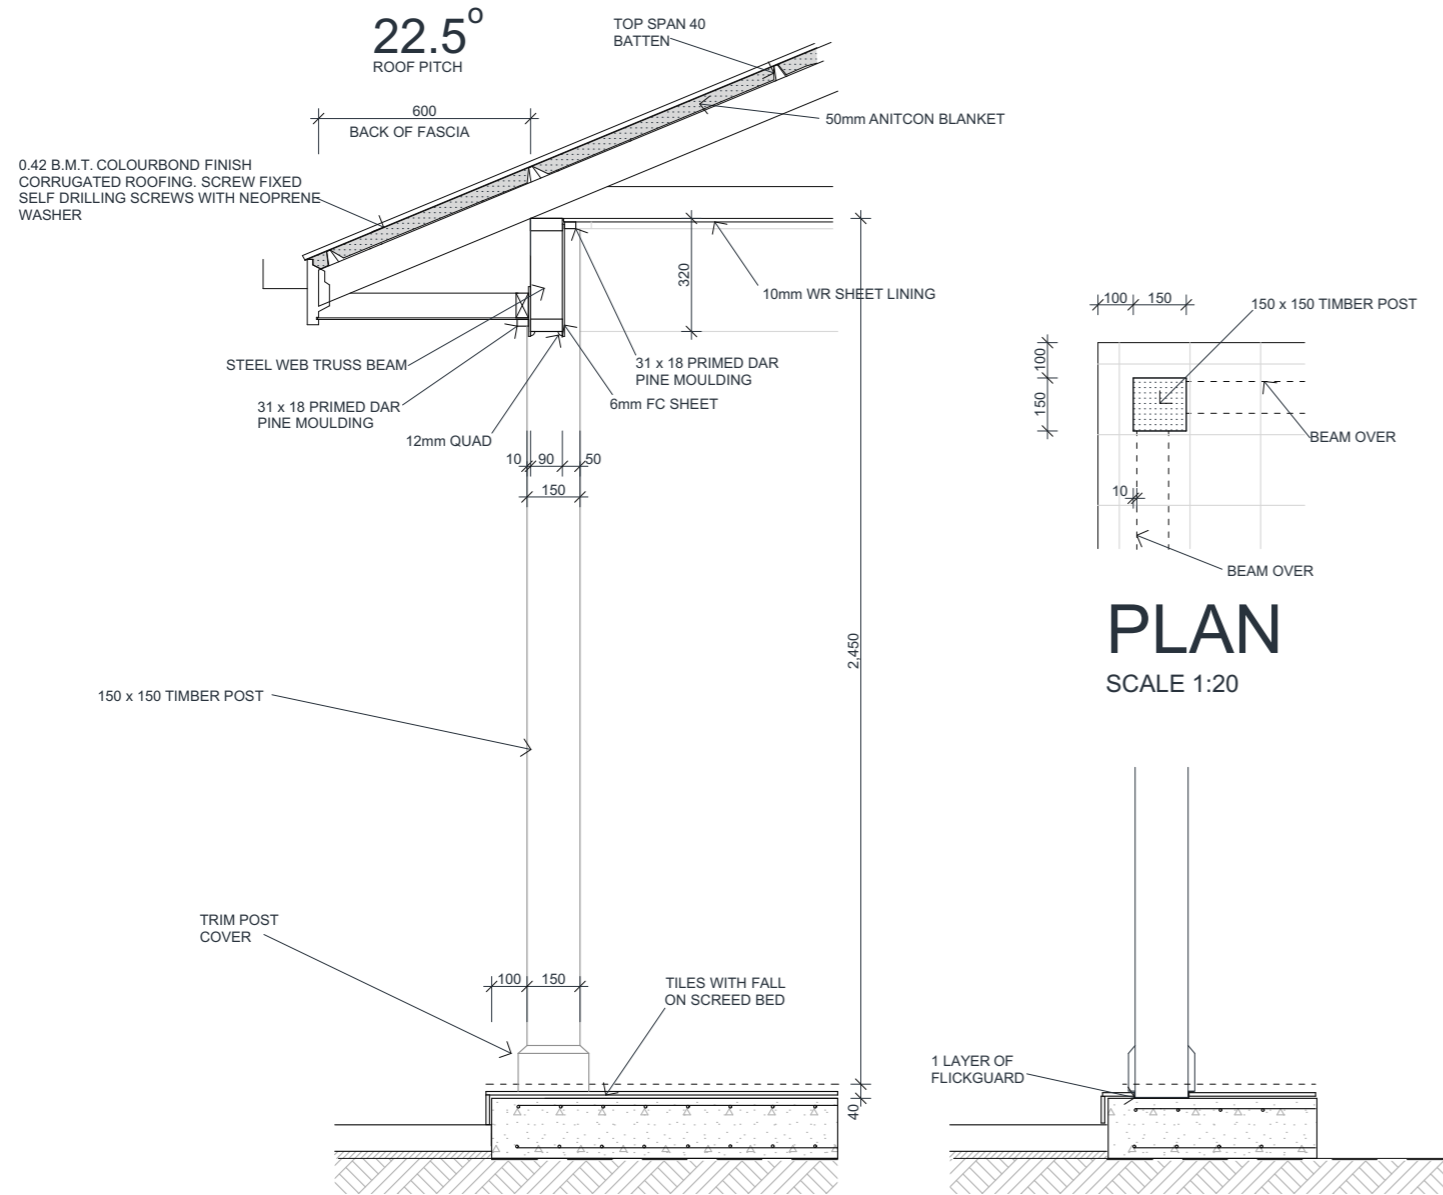 22.5°
ROOF PITCH
TOP SPAN 40
BATTEN
600
BACK OF FASCIA
50mm ANITCON BLANKET
0.42 B.M.T. COLOURBOND FINISH
CORRUGATED ROOFING. SCREW FIXED
SELF DRILLING SCREWS WITH NEOPRENE
WASHER
320
10mm WR SHEET LINING
STEEL WEB TRUSS BEAM
31 x 18 PRIMED DAR
PINE MOULDING
31 x 18 PRIMED DAR
PINE MOULDING
6mm FC SHEET
12mm QUAD
10 90 50
150
2,450
150 x 150 TIMBER POST
TRIM POST
COVER
100 150
TILES WITH FALL
ON SCREED BED
40
100 150
150 x 150 TIMBER POST
100
150
BEAM OVER
10
BEAM OVER
PLAN
SCALE 1:20
1 LAYER OF
FLICKGUARD